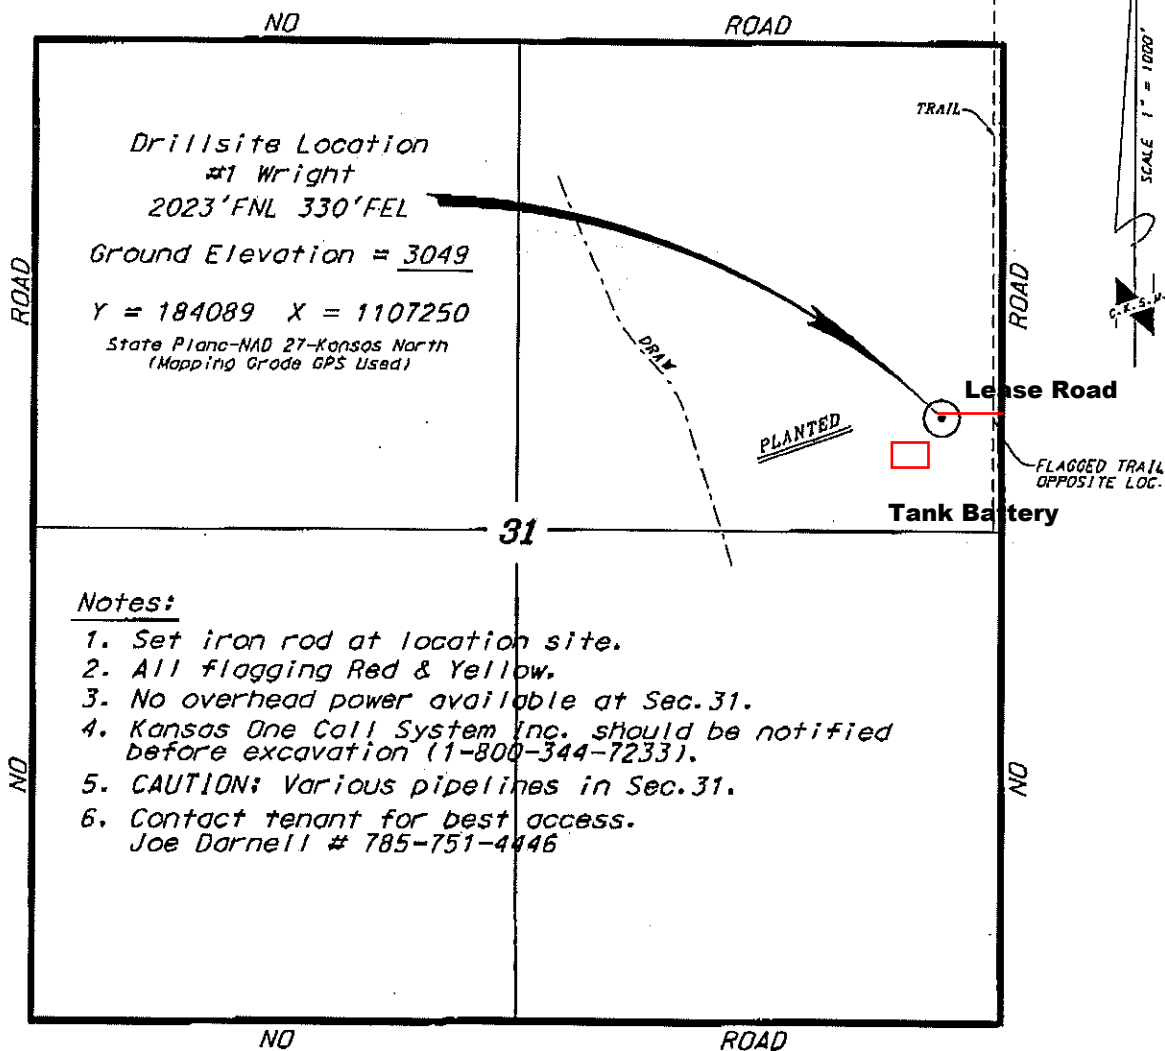 NO ROAD
SCALE 1" = 1000'
TRAIL
Drillsite Location
#1 Wright
2023'FNL 330'FEL
Ground Elevation = 3049
Y = 184089 X = 1107250
State Plane-NAD 27-Kansas North
(Mapping Grade GPS Used)
ROAD
ROAD
DRAW
Lease Road
PLANTED
FLAGGED TRAIL
OPPOSITE LOC.
Tank Battery
31
Notes:
1. Set iron rod at location site.
2. All flagging Red & Yellow.
3. No overhead power available at Sec.31.
4. Kansas One Call System Inc. should be notified
before excavation (1-800-344-7233).
5. CAUTION: Various pipelines in Sec.31.
6. Contact tenant for best access.
Joe Darnell # 785-751-4446
NO
NO
NO ROAD